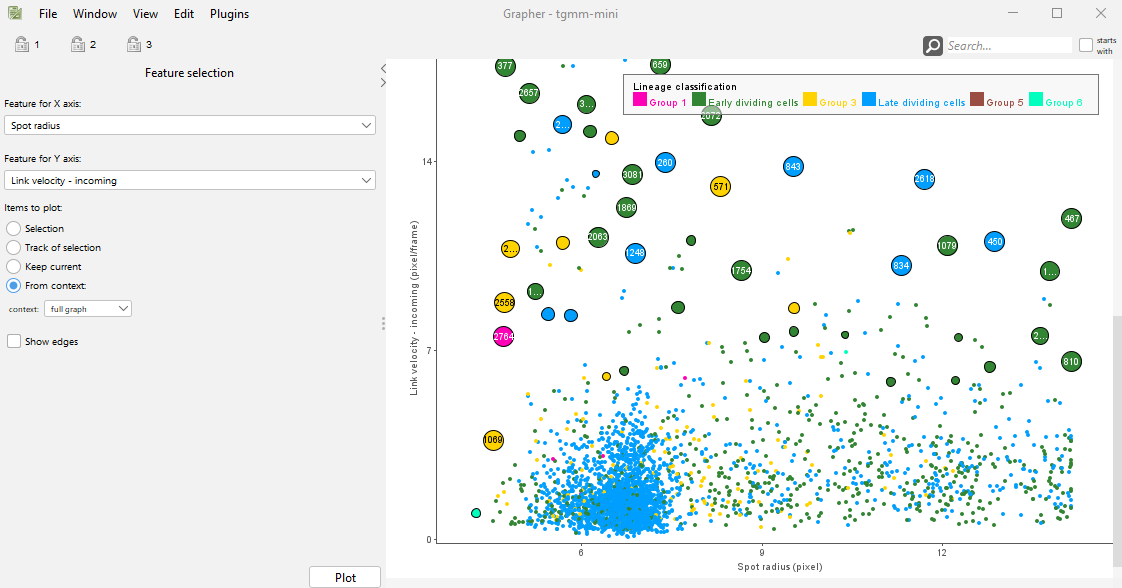 File Window View Edit Plugins
Grapher - tgmm-mini
1 2 3
Search...
starts
with
Feature selection
Feature for X axis:
Spot radius
Feature for Y axis:
Link velocity - incoming
Items to plot:
Selection
Track of selection
Keep current
From context:
context: full graph
Show edges
Plot
Lineage classification
Group 1 Early dividing cells Group 3 Late dividing cells Group 5 Group 6
377
659
2657
3...
2...
2072
14
260
843
3081
571
2618
1869
467
2063
2...
1248
450
1079
834
1754
1...
1...
2558
2764
2...
7
810
1069
0
6 9 12
Link velocity - incoming (pixel/frame)
Spot radius (pixel)